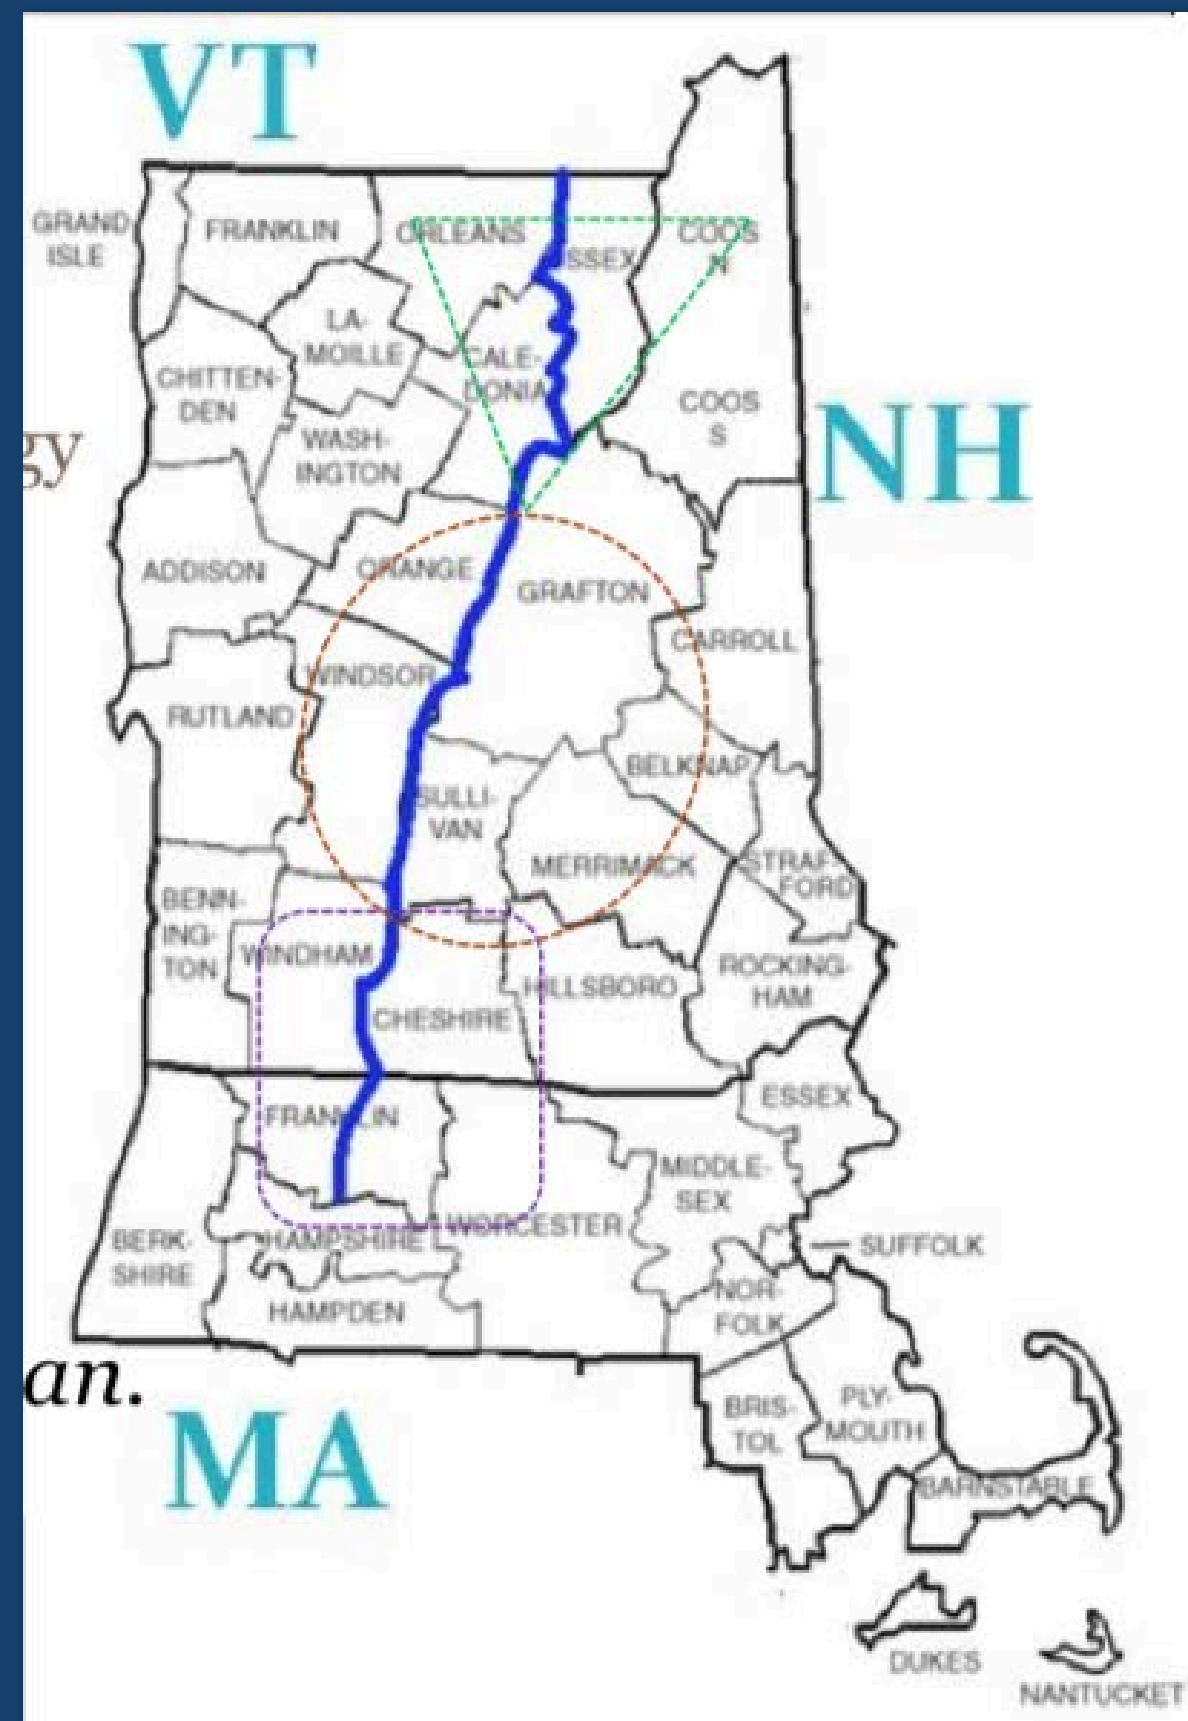 VT
GRAND
ISLE
FRANKLIN
ORLEANS
SSEX
COOS
N
LA-
MOILLE
CALE-
DONIA
CHITTEN-
DEN
COOS
S
NH
gy
WASH-
INGTON
ADDISON
ORANGE
GRAFTON
CARROLL
WINDSOR
RUTLAND
BELKNAP
SULLI-
VAN
MERRIMACK
STRAF-
FORD
BENN-
ING-
TON
WINDHAM
HILLSBORO
ROCKING-
HAM
CHESHIRE
ESSEX
FRANKLIN
MIDDLE-
SEX
WORCESTER
BERK-
SHIRE
HAMPSHIRE
SUFFOLK
HAMPDEN
NOR-
FOLK
an.
MA
BRIS-
TOL
PLY-
MOUTH
BARNSTABLE
DUKES
NANTUCKET